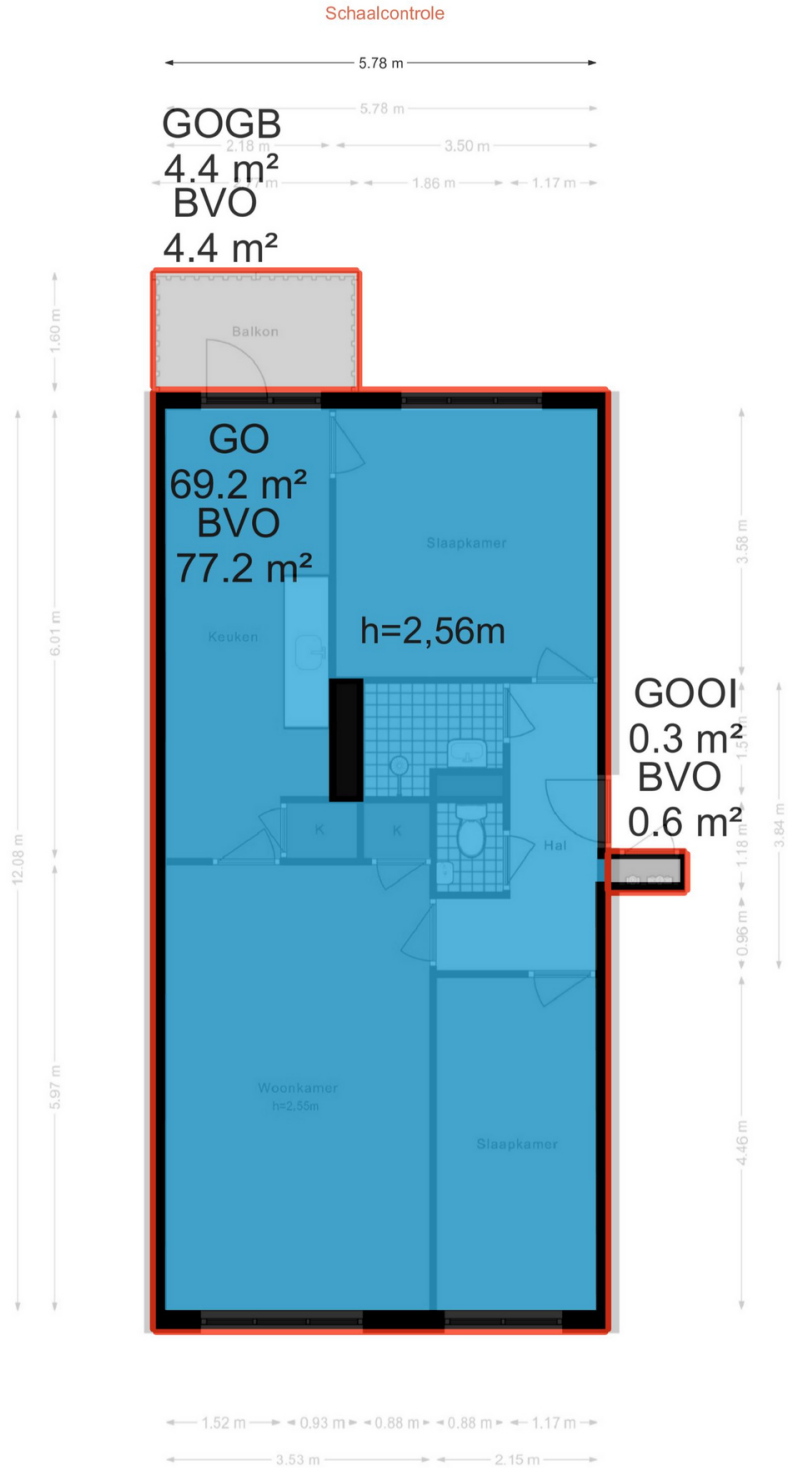 Schaalcontrole
5.78 m
5.78 m
GOGB
2.18 m
3.50 m
4.4 m²
1.86 m
1.17 m
BVO
4.4 m²
1.60 m
Balkon
GO
69.2 m²
BVO
77.2 m²
Slaapkamer
3.58 m
6.01 m
Keuken
h=2,56m
GOOI
0.3 m²
BVO
0.6 m²
K
K
Hal
12.08 m
1.18 m
3.84 m
0.96 m
5.97 m
Woonkamer
h=2,55m
Slaapkamer
4.46 m
1.52 m
0.93 m
0.88 m
0.88 m
1.17 m
3.53 m
2.15 m